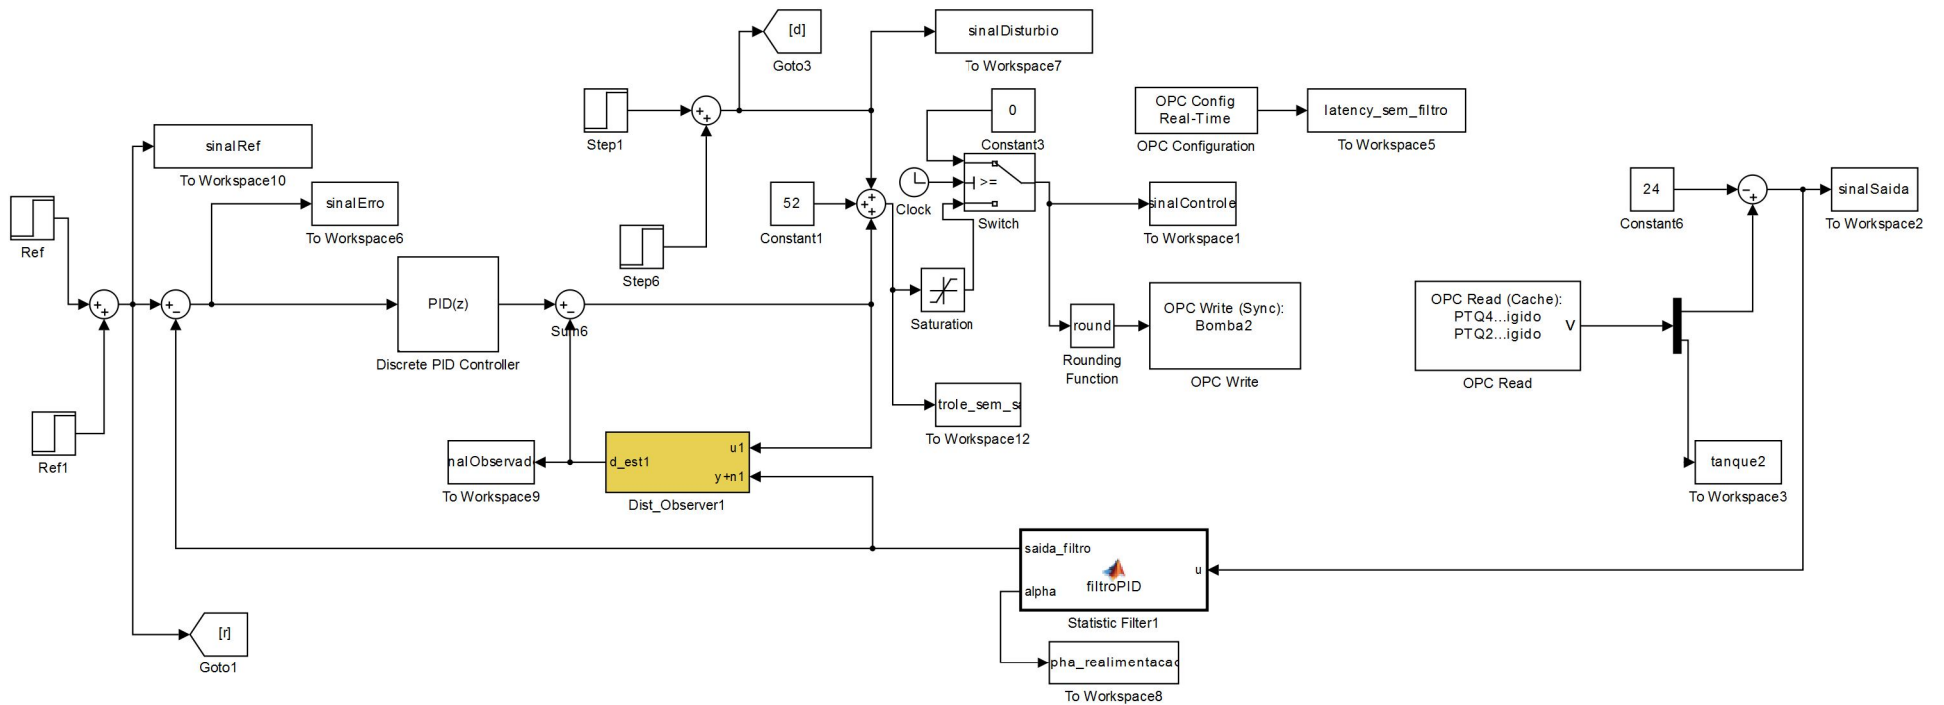 [d]
Goto3
sinalDisturbio
To Workspace7
Step1
+
+
0
Constant3
OPC Config
Real-Time
OPC Configuration
latency_sem_filtro
To Workspace5
sinalRef
To Workspace10
sinalErro
To Workspace6
Ref
Step6
52
Constant1
+
+
+
Clock
>=
Switch
sinalControle
To Workspace1
24
Constant6
−
+
sinalSaida
To Workspace2
+
+
+
−
PID(z)
Discrete PID Controller
+
−
Sum6
Saturation
round
Rounding
Function
OPC Write (Sync):
Bomba2
OPC Write
OPC Read (Cache):
PTQ4...igido
PTQ2...igido
V
OPC Read
Ref1
trole_sem_sa
To Workspace12
nalObservad
To Workspace9
d_est1
u1
y+n1
Dist_Observer1
tanque2
To Workspace3
saida_filtro
alpha
filtroPID
u
Statistic Filter1
[r]
Goto1
pha_realimentacao
To Workspace8